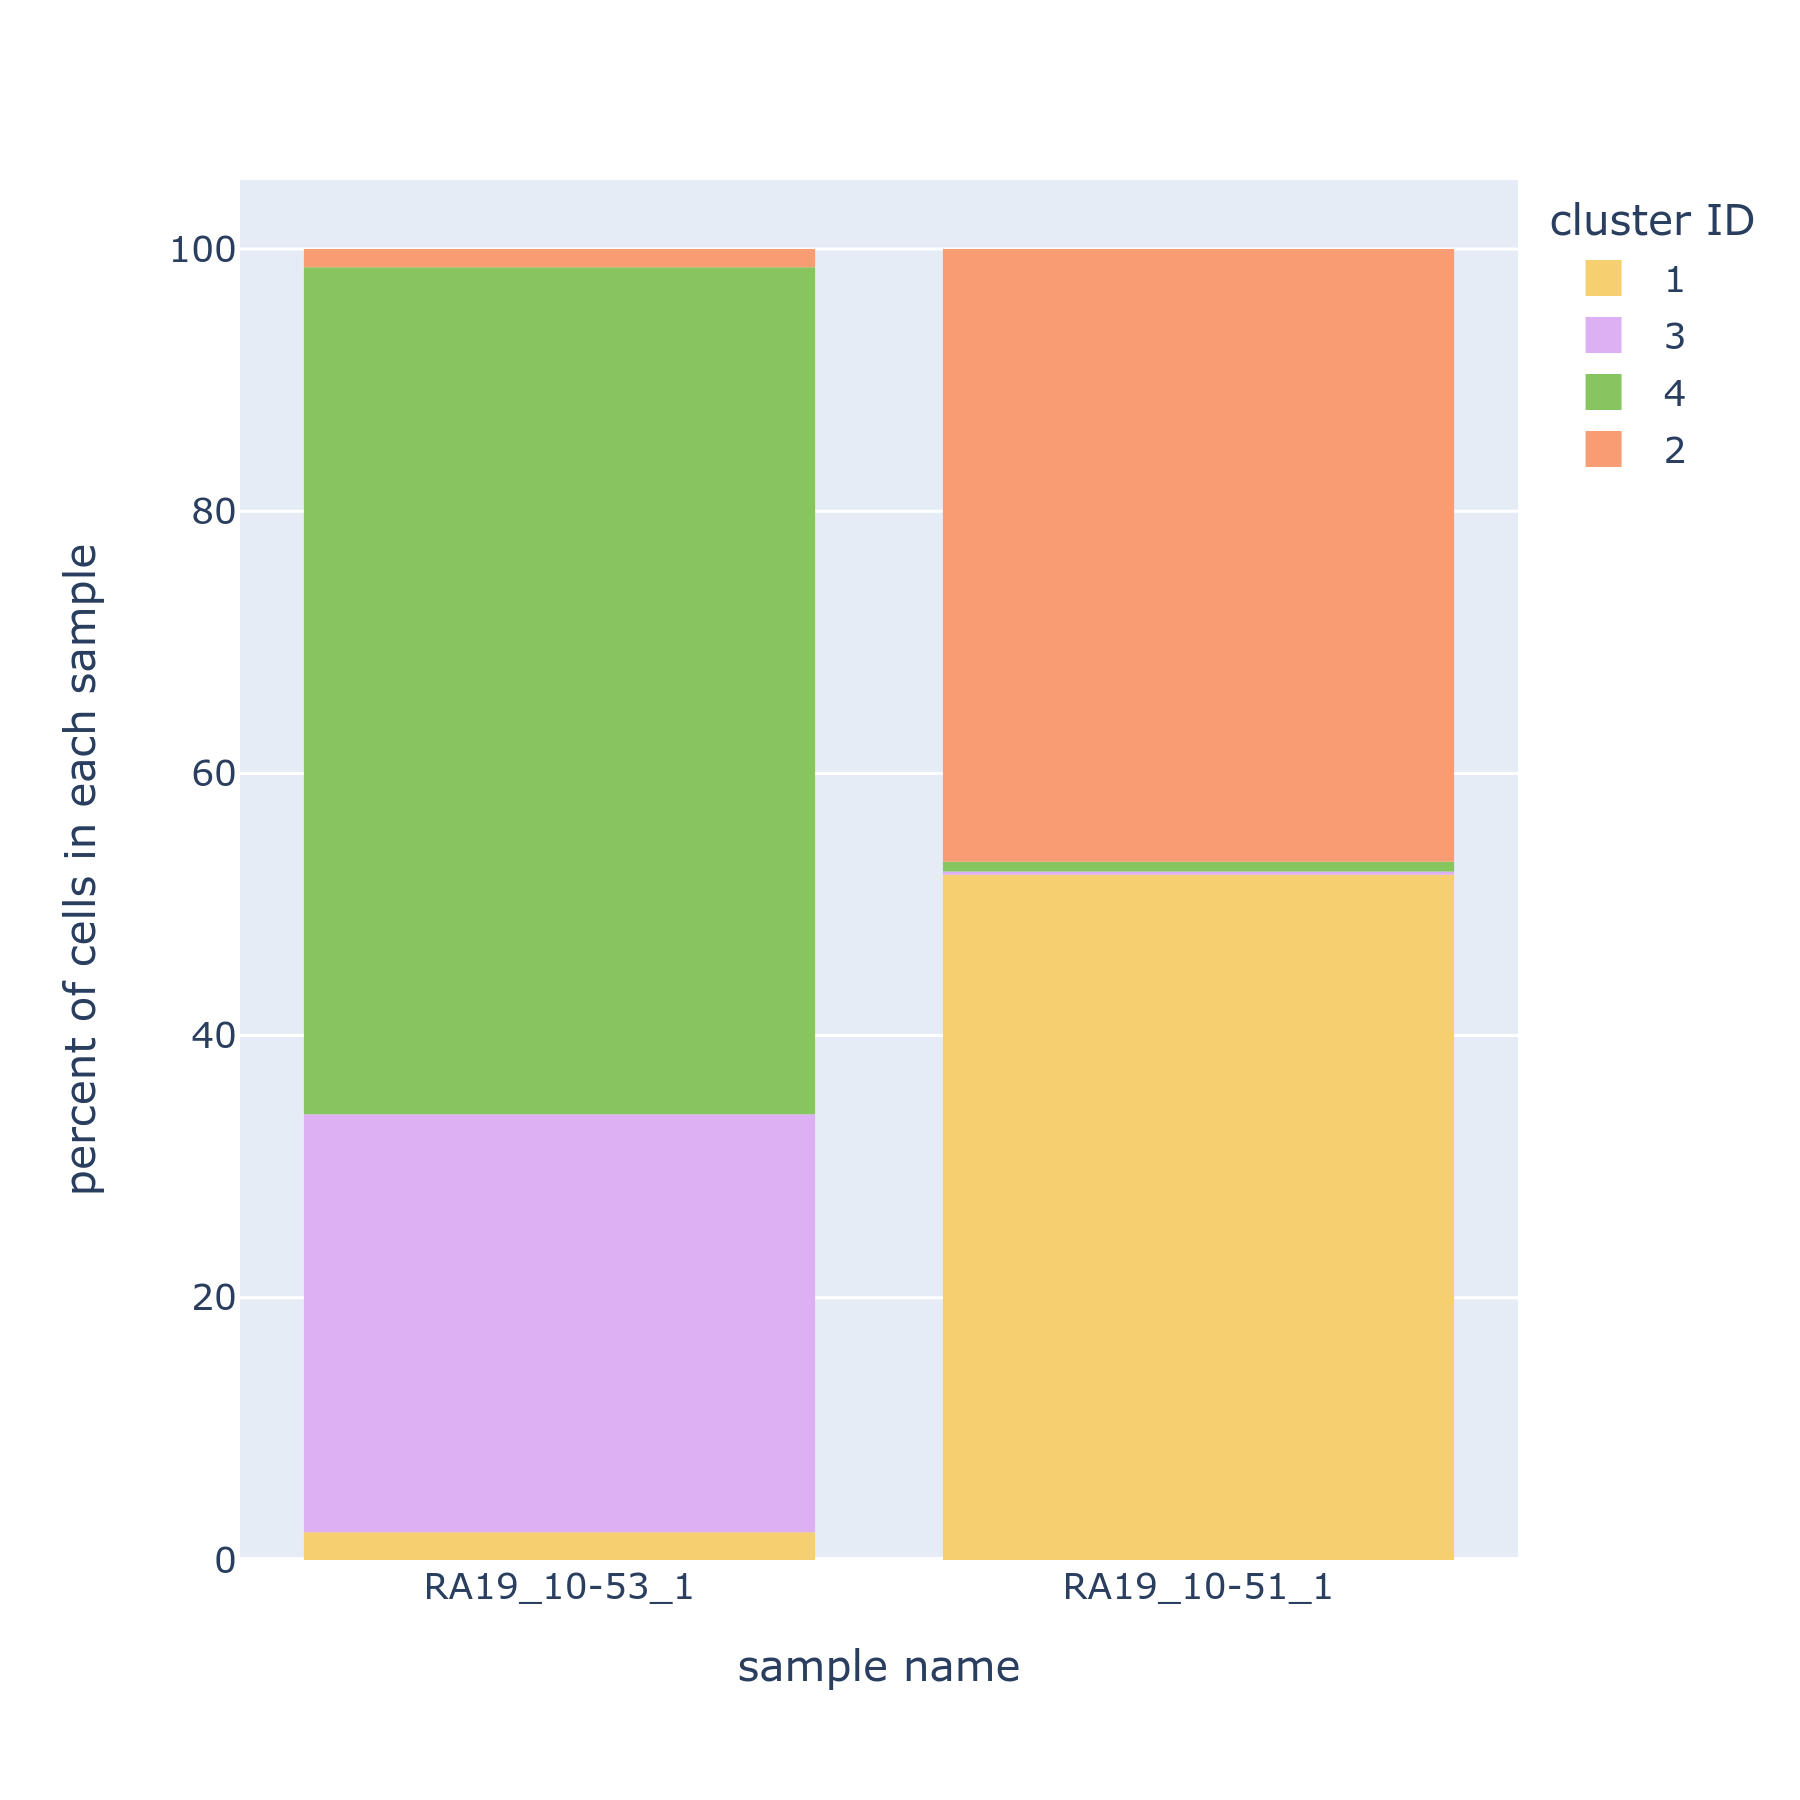 cluster ID
1
3
4
2
100
80
60
40
20
0
percent of cells in each sample
RA19_10-53_1
RA19_10-51_1
sample name